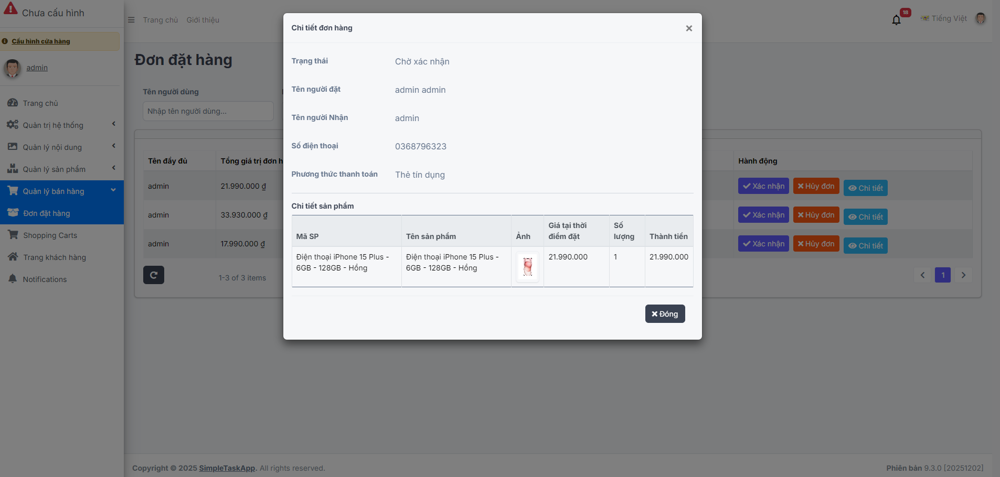 Chưa cấu hình
Cấu hình cửa hàng
admin
Trang chủ
Quản trị hệ thống
Quản lý nội dung
Quản lý sản phẩm
Quản lý bán hàng
Đơn đặt hàng
Shopping Carts
Trang khách hàng
Notifications
Trang chủ Giới thiệu
18
Tiếng Việt
Đơn đặt hàng
Tên người dùng
Nhập tên người dùng...
Tên đầy đủ Tổng giá trị đơn h Hành động
admin 21.990.000 ₫ Xác nhận Hủy đơn Chi tiết
admin 33.930.000 ₫ Xác nhận Hủy đơn Chi tiết
admin 17.990.000 ₫ Xác nhận Hủy đơn Chi tiết
1-3 of 3 items
1
Chi tiết đơn hàng
Trạng thái Chờ xác nhận
Tên người đặt admin admin
Tên người Nhận admin
Số điện thoại 0368796323
Phương thức thanh toán Thẻ tín dụng
Chi tiết sản phẩm
Mã SP Tên sản phẩm Ảnh Giá tại thời điểm đặt Số lượng Thành tiền
Điện thoại iPhone 15 Plus - Điện thoại iPhone 15 Plus - 21.990.000 1 21.990.000
6GB - 128GB - Hồng 6GB - 128GB - Hồng
Đóng
Copyright © 2025 SimpleTaskApp. All rights reserved.
Phiên bản 9.3.0 [20251202]